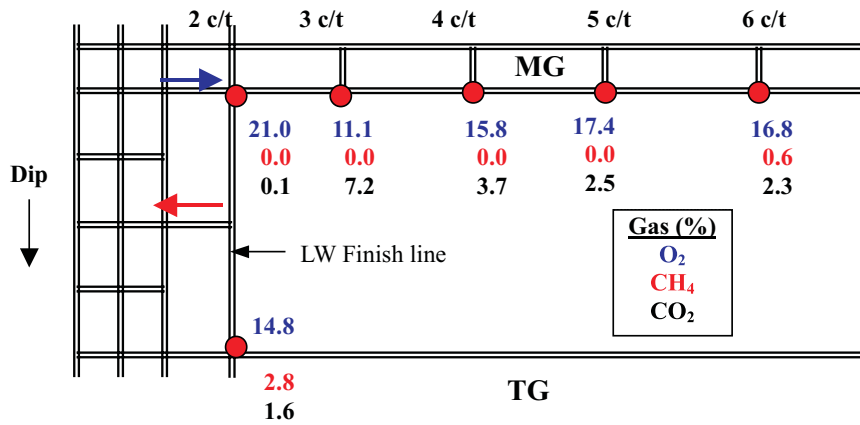 2 c/t 3 c/t 4 c/t 5 c/t 6 c/t
MG
21.0 11.1 15.8 17.4 16.8
0.0 0.0 0.0 0.0 0.6
0.1 7.2 3.7 2.5 2.3
Dip
Gas (%)
O₂
CH₄
CO₂
LW Finish line
14.8
2.8
1.6
TG